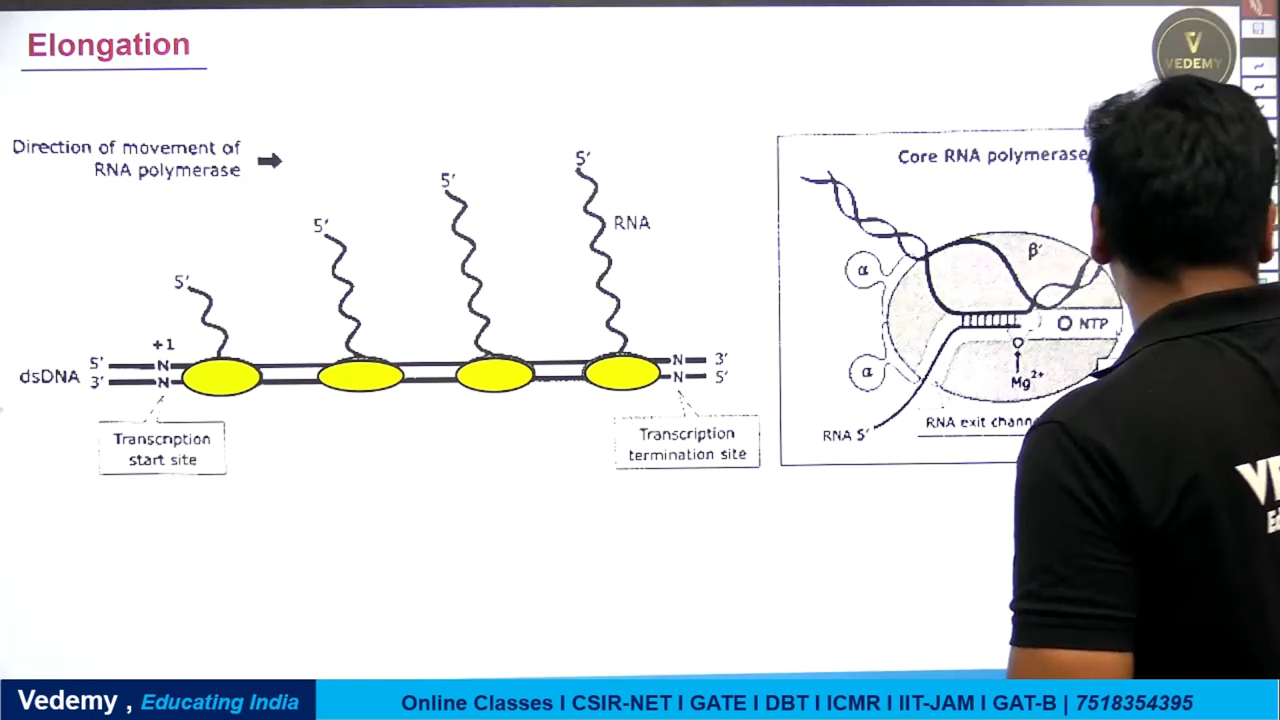 Elongation
VEDEMY
Direction of movement of
RNA polymerase
5′
5′
5′
5′
RNA
+1
dsDNA
5′
3′
N
N
N
N
3′
5′
Transcription
start site
Transcription
termination site
Core RNA polymerase
β′
α
α
NTP
Mg²⁺
RNA exit
RNA 5′
Vedemy , Educating India
Online Classes I CSIR-NET I GATE I DBT I ICMR I IIT-JAM I GAT-B | 7518354395